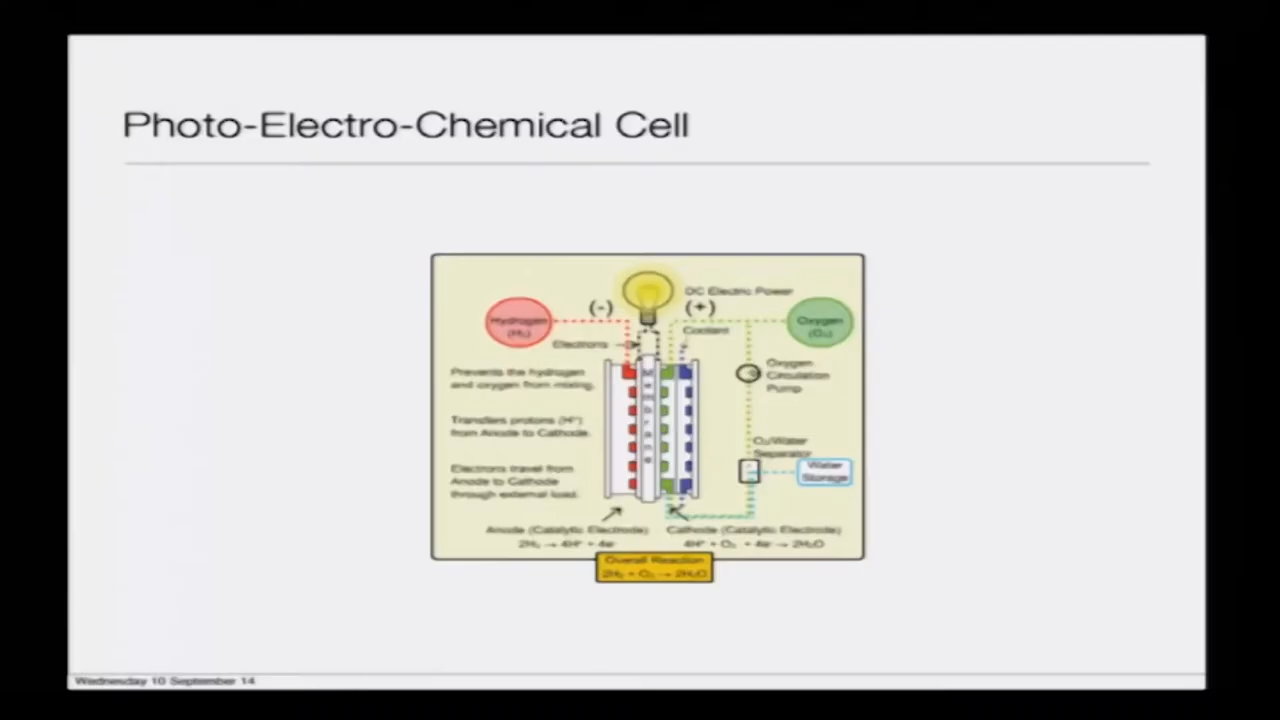 Photo-Electro-Chemical Cell
DC Electric Power
(-)
(+)
Hydrogen
(H₂)
Oxygen
(O₂)
Coolant
Electrons
Prevents the hydrogen
and oxygen from mixing.
Membrane
Oxygen
Circulation
Pump
Transfers protons (H⁺)
from Anode to Cathode.
O₂/Water
Separator
Water
Storage
Electrons travel from
Anode to Cathode
through external load.
Anode (Catalytic Electrode)
2H₂ → 4H⁺ + 4e⁻
Cathode (Catalytic Electrode)
4H⁺ + O₂ + 4e⁻ → 2H₂O
Overall Reaction
2H₂ + O₂ → 2H₂O
Wednesday 10 September 14